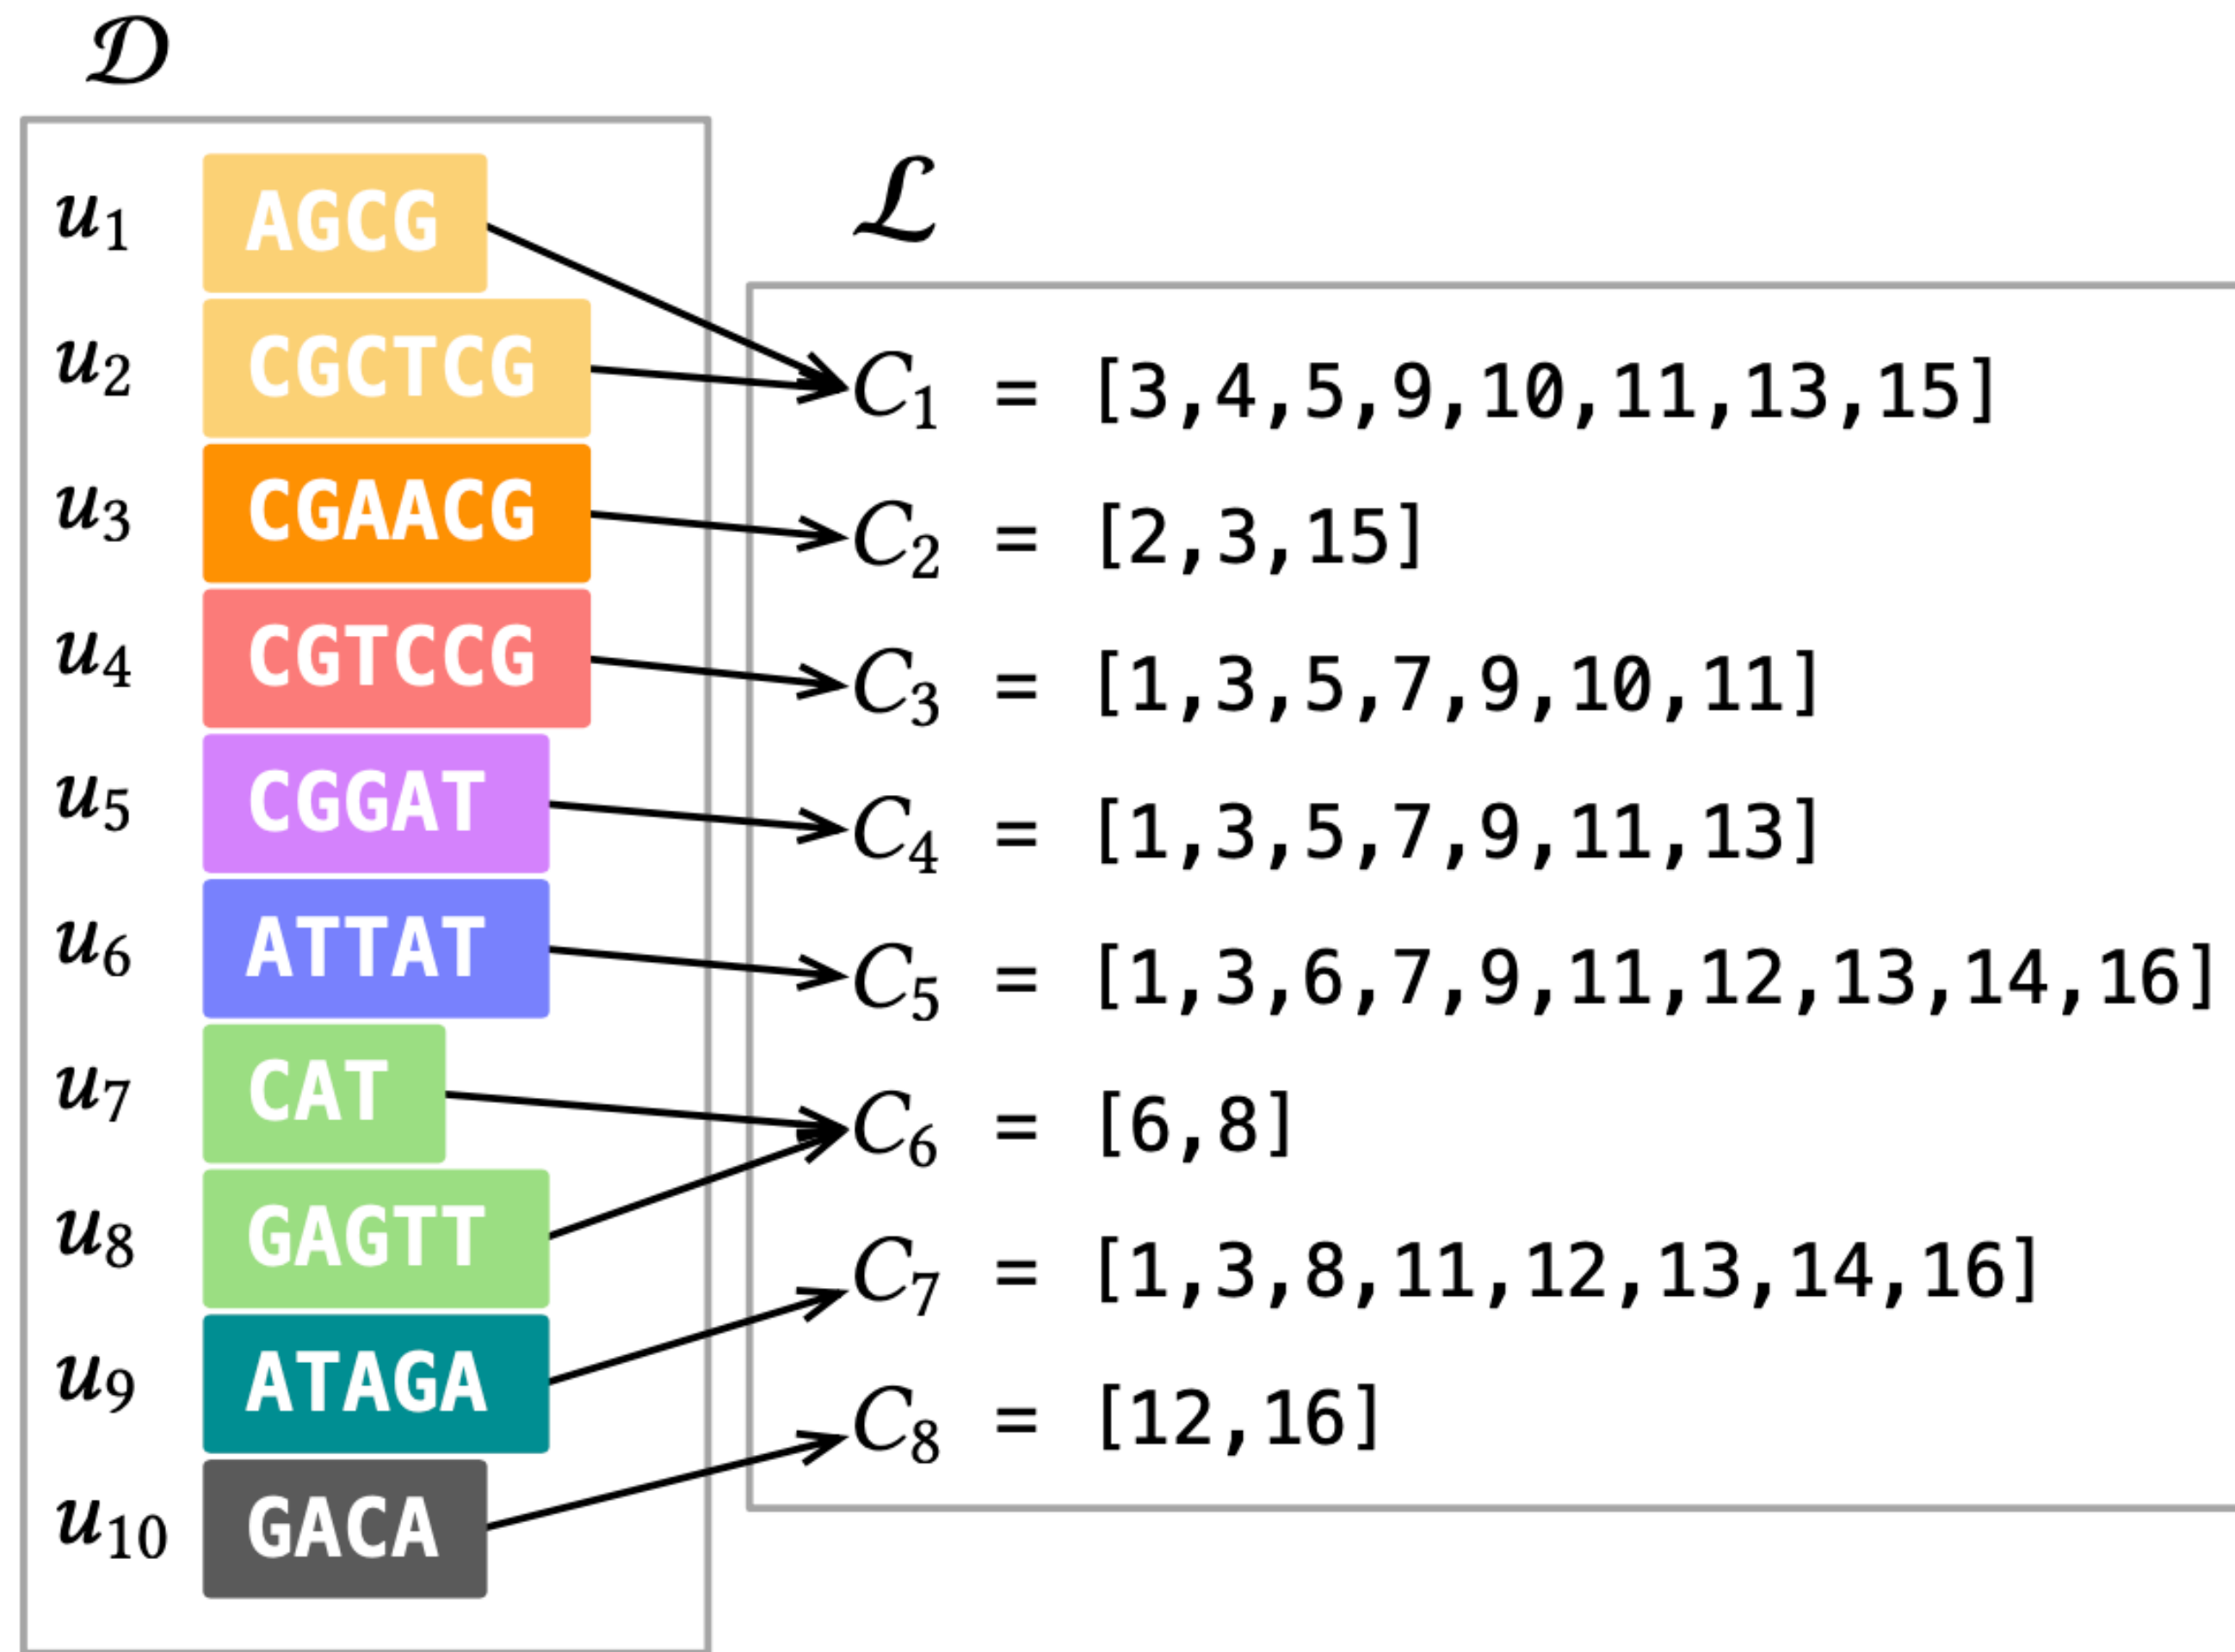 𝒟
ℒ
u1 AGCG
u2 CGCTCG
u3 CGAACG
u4 CGTCCG
u5 CGGAT
u6 ATTAT
u7 CAT
u8 GAGTT
u9 ATAGA
u10 GACA
C1 = [3,4,5,9,10,11,13,15]
C2 = [2,3,15]
C3 = [1,3,5,7,9,10,11]
C4 = [1,3,5,7,9,11,13]
C5 = [1,3,6,7,9,11,12,13,14,16]
C6 = [6,8]
C7 = [1,3,8,11,12,13,14,16]
C8 = [12,16]